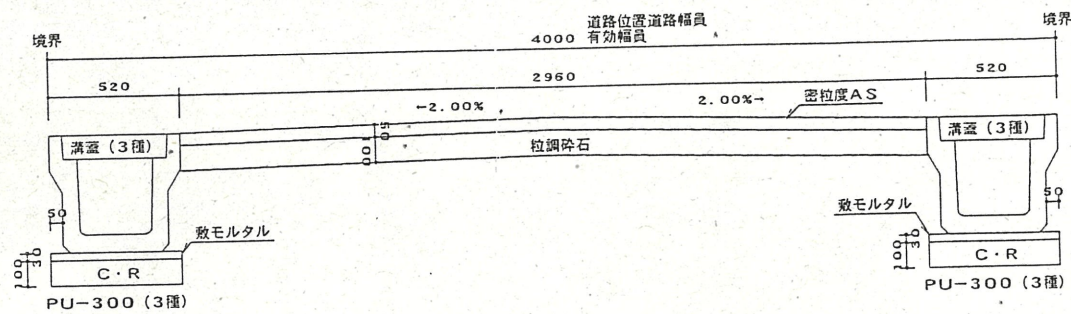 道路位置道路幅員
境界 4000 有効幅員 境界
520 2960 520
←2.00% 2.00%→ 密粒度AS
溝蓋(3種) 50 溝蓋(3種)
100 粒調砕石
50 敷モルタル 敷モルタル 50
100 30 C・R 100 30 C・R
PU-300(3種) PU-300(3種)